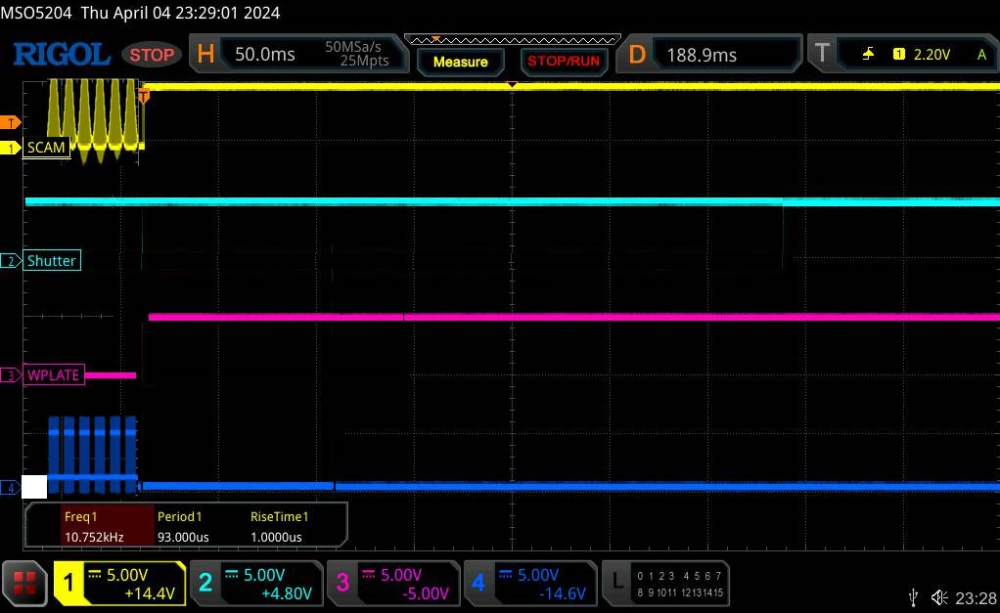 MSO5204 Thu April 04 23:29:01 2024
RIGOL STOP H 50.0ms 50MSa/s 25Mpts Measure STOP/RUN D 188.9ms T 1 2.20V A
T
T
1 SCAM
2 Shutter
3 WPLATE
4
Freq1 Period1 RiseTime1
10.752kHz 93.000us 1.0000us
1 5.00V +14.4V 2 5.00V +4.80V 3 5.00V -5.00V 4 5.00V -14.6V L 0 1 2 3 4 5 6 7
8 9 10 11 12 13 14 15
23:28